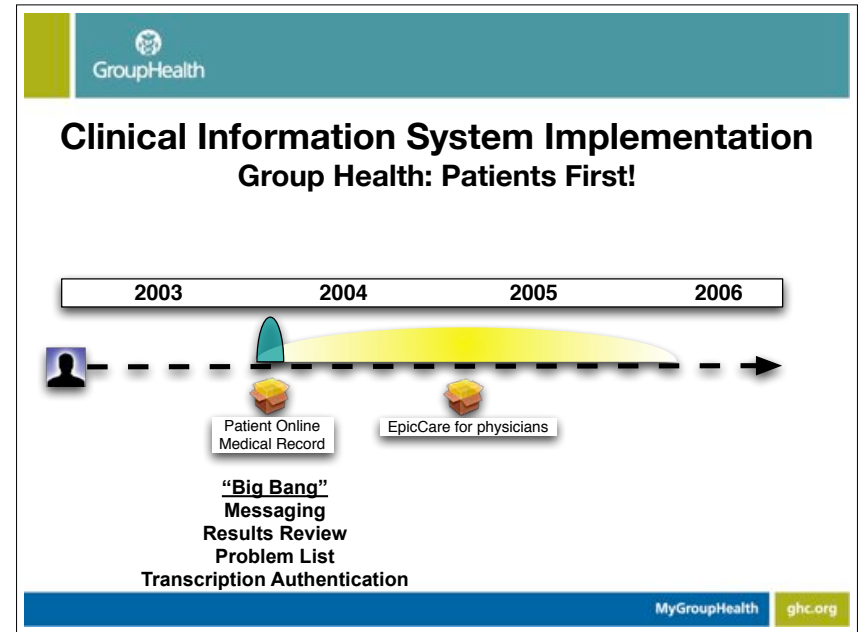 GroupHealth
Clinical Information System Implementation
Group Health: Patients First!
2003 2004 2005 2006
Patient Online
Medical Record
EpicCare for physicians
“Big Bang”
Messaging
Results Review
Problem List
Transcription Authentication
MyGroupHealth ghc.org